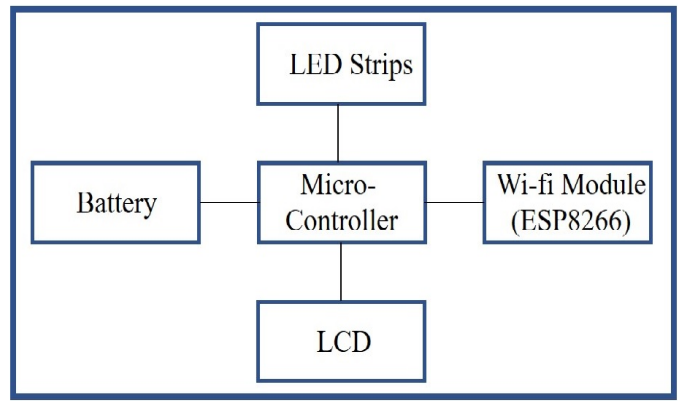 LED Strips
Battery
Micro-
Controller
Wi-fi Module
(ESP8266)
LCD